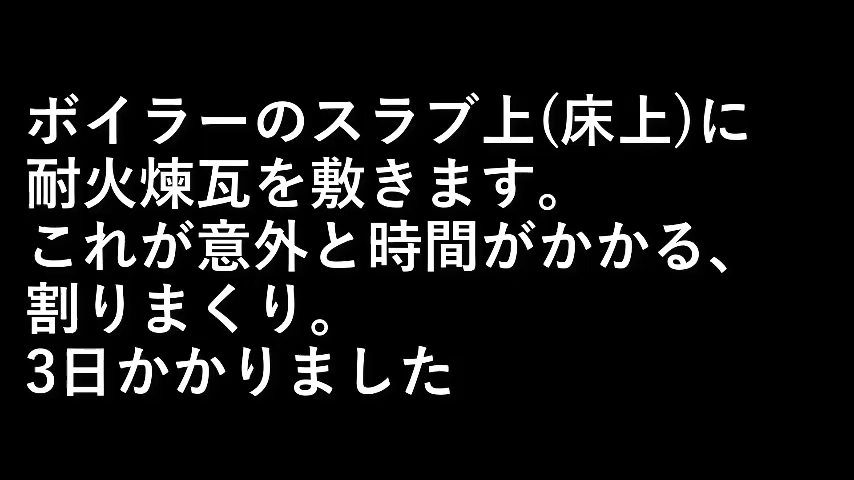 ボイラーのスラブ上(床上)に
耐火煉瓦を敷きます。
これが意外と時間がかかる、
割りまくり。
3日かかりました